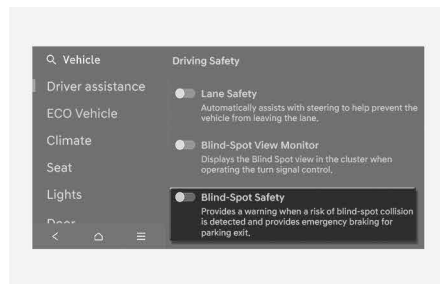 Vehicle
Driver assistance
ECO Vehicle
Climate
Seat
Lights
Door
Driving Safety
Lane Safety
Automatically assists with steering to help prevent the
vehicle from leaving the lane.
Blind-Spot View Monitor
Displays the Blind Spot view in the cluster when
operating the turn signal control.
Blind-Spot Safety
Provides a warning when a risk of blind-spot collision
is detected and provides emergency braking for
parking exit.